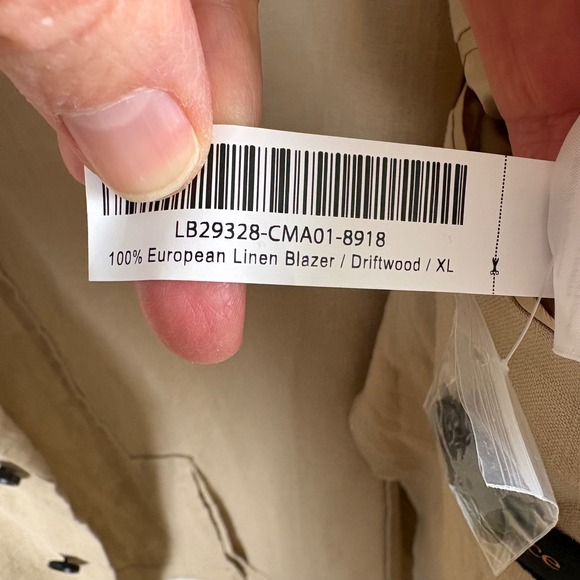 LB29328-CMA01-8918
100% European Linen Blazer / Driftwood / XL